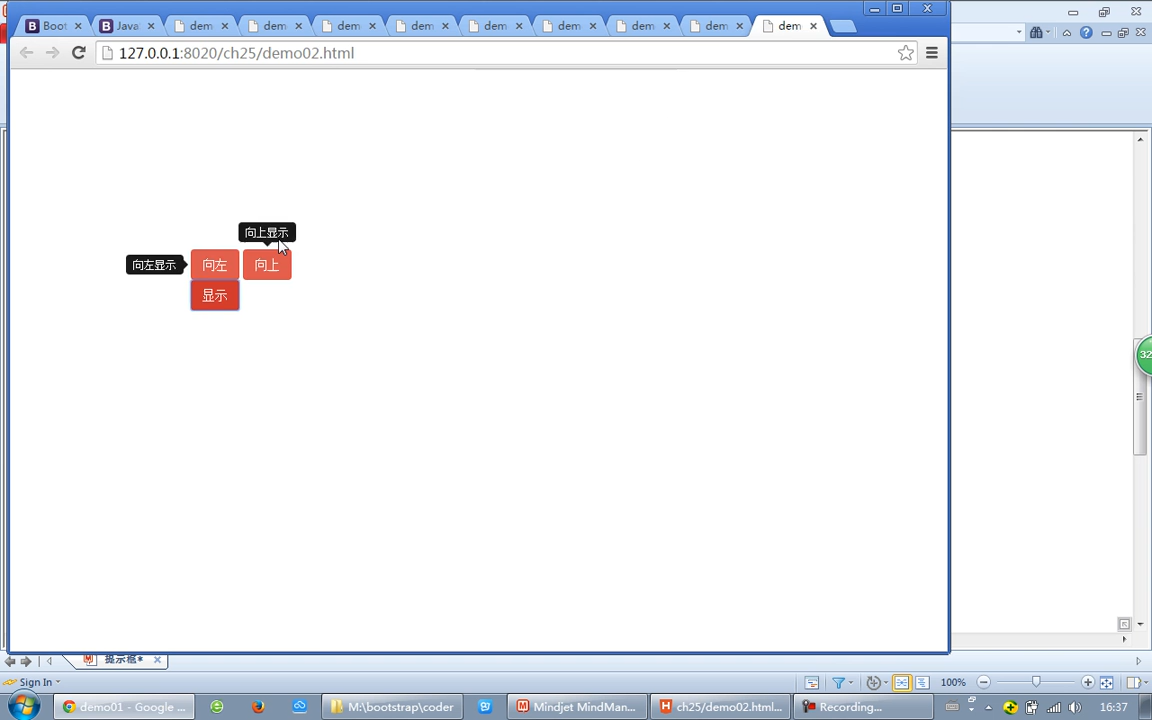 Boot
Java
dem
dem
dem
dem
dem
dem
dem
dem
dem
127.0.0.1:8020/ch25/demo02.html
向上显示
向左显示
向左
向上
显示
32
提示框*
Sign In
100%
demo01 - Google ...
M:\bootstrap\coder
Mindjet MindMan...
ch25/demo02.html...
Recording...
16:37